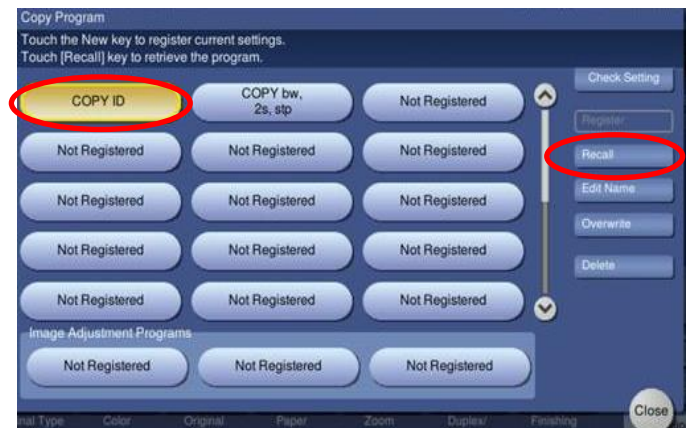 Copy Program
Touch the New key to register current settings.
Touch [Recall] key to retrieve the program.
Check Setting
COPY ID
COPY bw,
2s, stp
Not Registered
Register
Not Registered
Not Registered
Not Registered
Recall
Not Registered
Not Registered
Not Registered
Edit Name
Overwrite
Not Registered
Not Registered
Not Registered
Delete
Not Registered
Not Registered
Not Registered
Image Adjustment Programs
Not Registered
Not Registered
Not Registered
Close
nal Type
Color
Original
Paper
Zoom
Duplex/
Finishing